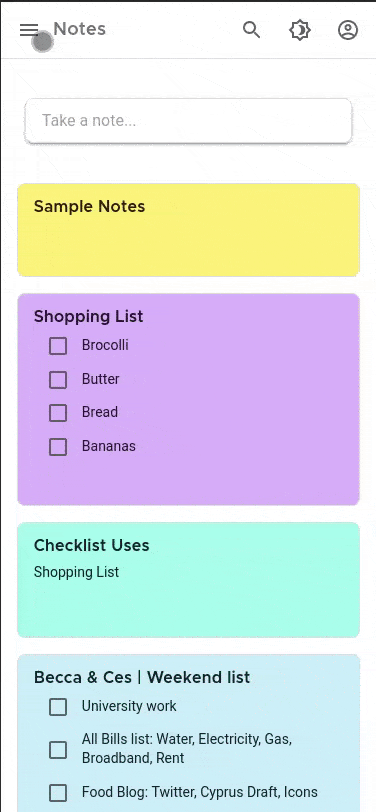 Notes
Take a note...
Sample Notes
Shopping List
Brocolli
Butter
Bread
Bananas
Checklist Uses
Shopping List
Becca & Ces | Weekend list
University work
All Bills list: Water, Electricity, Gas,
Broadband, Rent
Food Blog: Twitter, Cyprus Draft, Icons